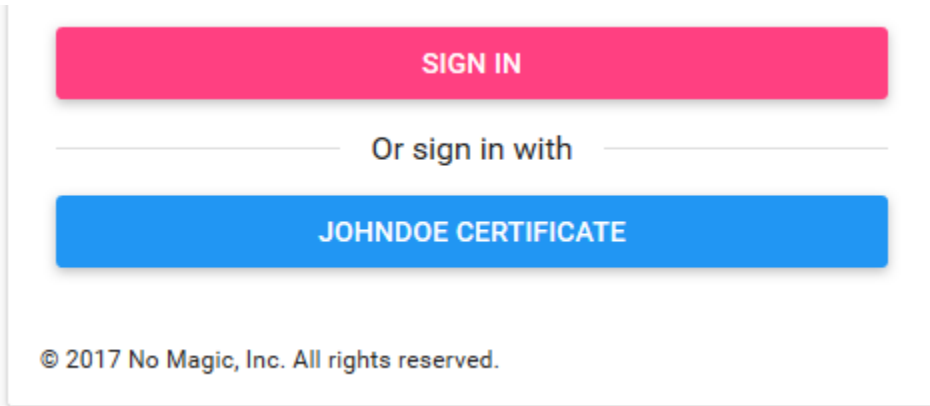 SIGN IN
Or sign in with
JOHNDOE CERTIFICATE
© 2017 No Magic, Inc. All rights reserved.